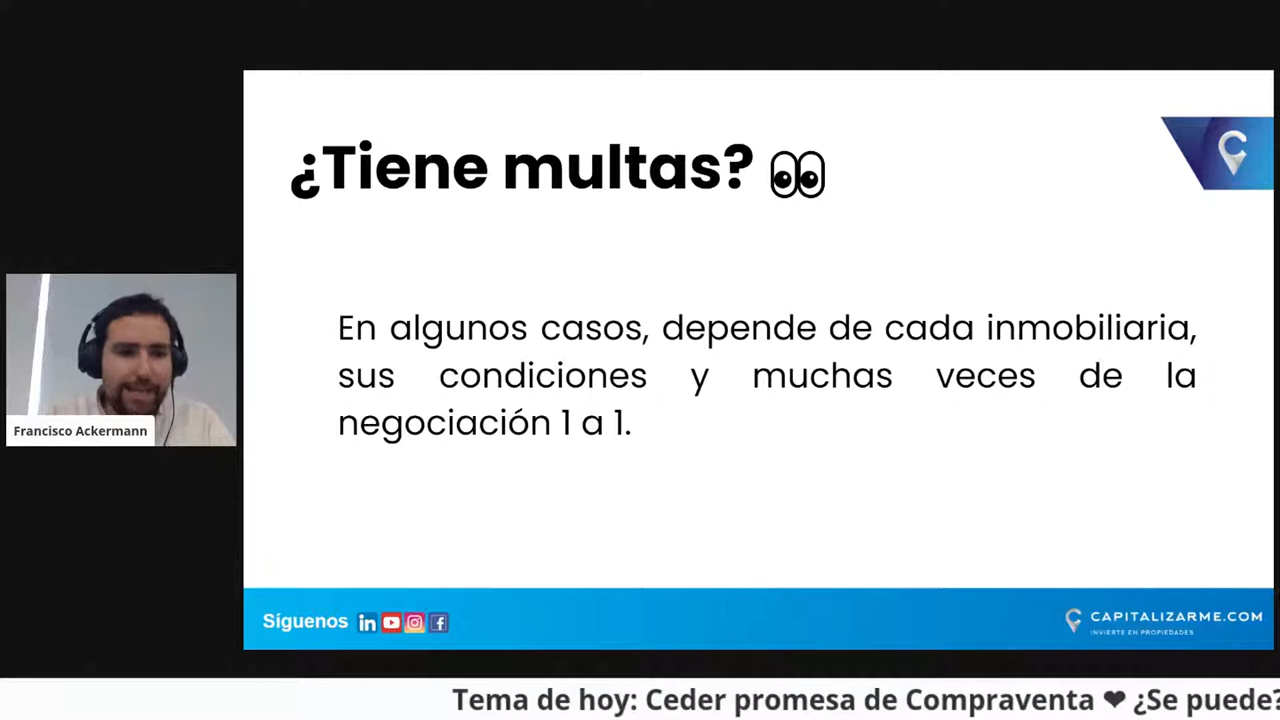 ¿Tiene multas? 👀
En algunos casos, depende de cada inmobiliaria,
sus condiciones y muchas veces de la
negociación 1 a 1.
Francisco Ackermann
Síguenos
CAPITALIZARME.COM
INVIERTE EN PROPIEDADES
Tema de hoy: Ceder promesa de Compraventa ❤ ¿Se puede?